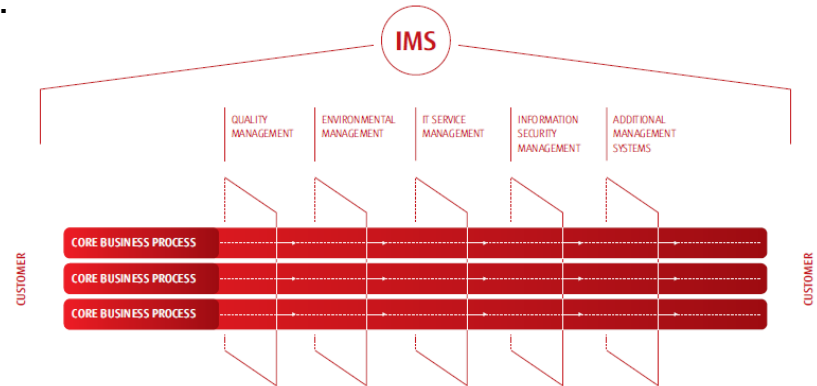 IMS
QUALITY
MANAGEMENT
ENVIRONMENTAL
MANAGEMENT
IT SERVICE
MANAGEMENT
INFORMATION
SECURITY
MANAGEMENT
ADDITIONAL
MANAGEMENT
SYSTEMS
CORE BUSINESS PROCESS
CORE BUSINESS PROCESS
CORE BUSINESS PROCESS
CUSTOMER
CUSTOMER